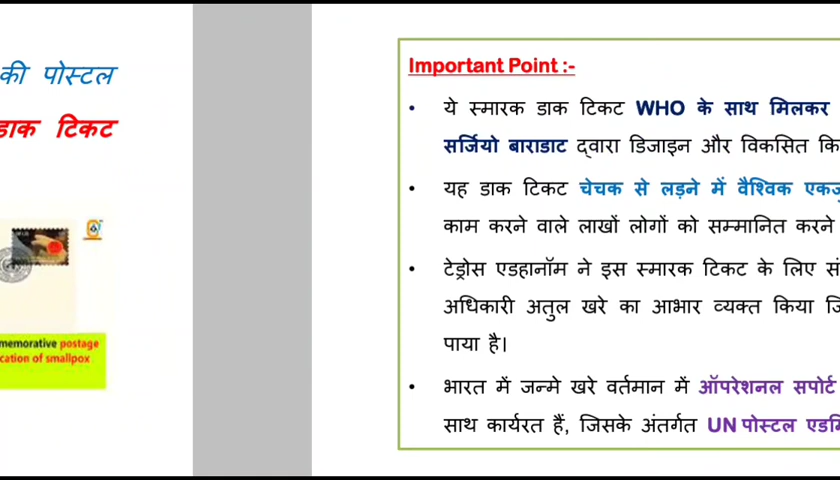 की पोस्टल
डाक टिकट
memorative postage
cation of smallpox
Important Point :-
• ये स्मारक डाक टिकट WHO के साथ मिलकर
सर्जियो बाराडाट द्वारा डिजाइन और विकसित कि
• यह डाक टिकट चेचक से लड़ने में वैश्विक एकजु
काम करने वाले लाखों लोगों को सम्मानित करने
• टेड्रोस एडहानॉम ने इस स्मारक टिकट के लिए सं
अधिकारी अतुल खरे का आभार व्यक्त किया जि
पाया है।
• भारत में जन्मे खरे वर्तमान में ऑपरेशनल सपोर्ट
साथ कार्यरत हैं, जिसके अंतर्गत UN पोस्टल एडमि